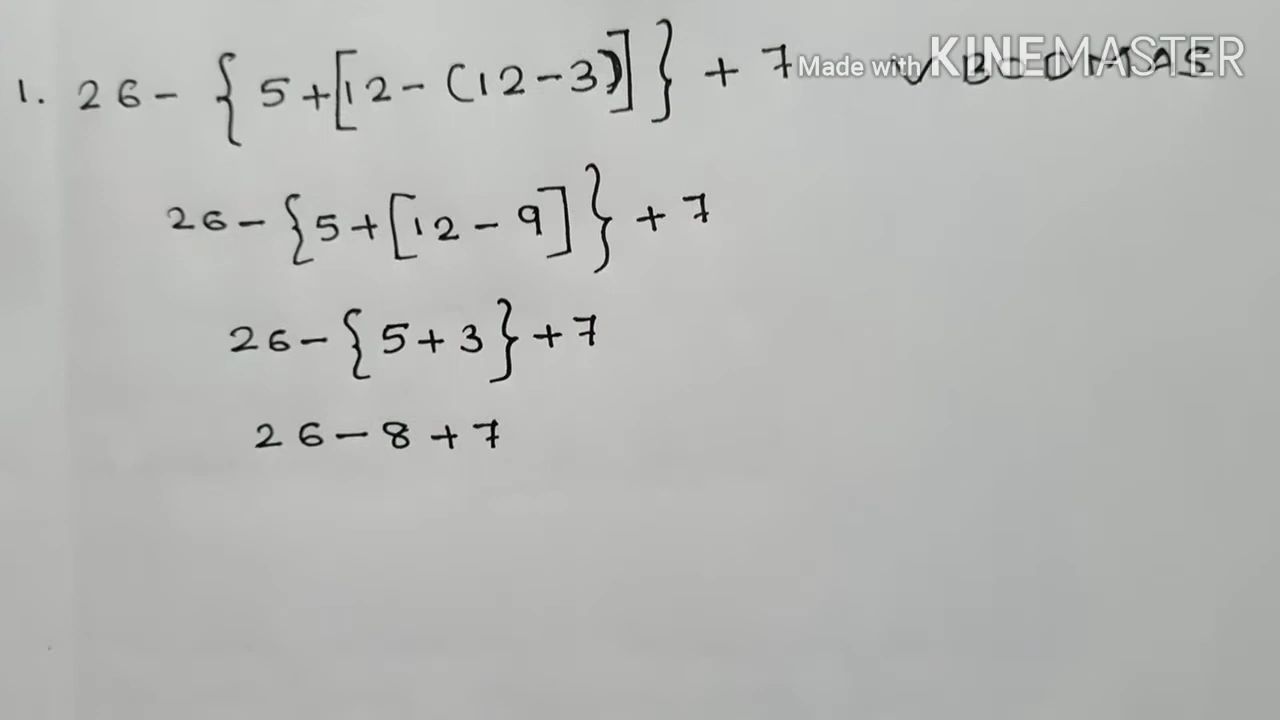 1. 26 - { 5 + [12 - (12 - 3)] } + 7 Made with KINEMASTER
26 - { 5 + [12 - 9] } + 7
26 - { 5 + 3 } + 7
26 - 8 + 7